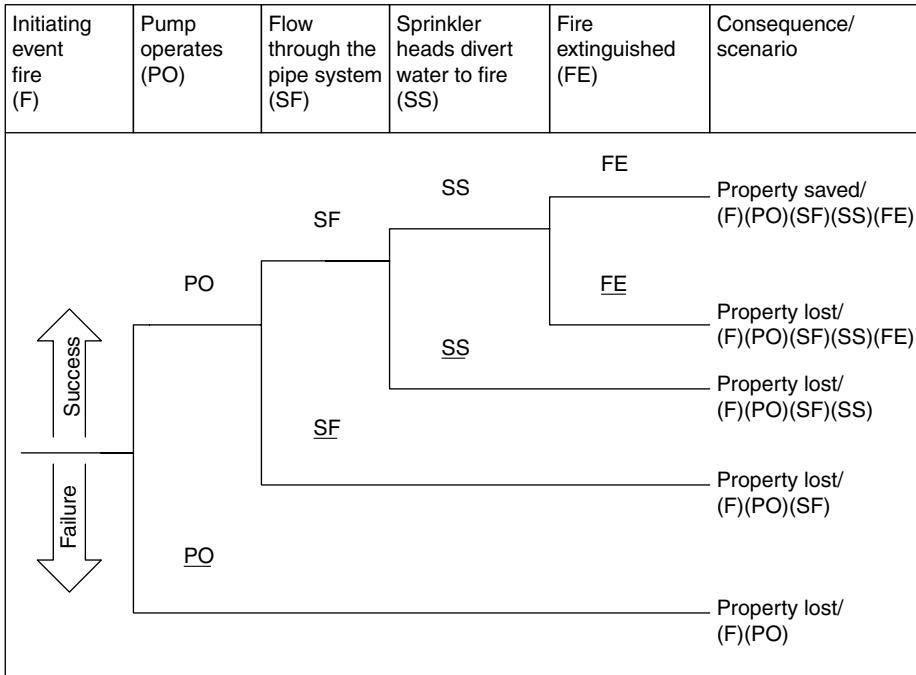 Initiating
event
fire
(F)
Pump
operates
(PO)
Flow
through the
pipe system
(SF)
Sprinkler
heads divert
water to fire
(SS)
Fire
extinguished
(FE)
Consequence/
scenario
FE
SS
Property saved/
(F)(PO)(SF)(SS)(FE)
SF
PO
FE
Property lost/
(F)(PO)(SF)(SS)(FE)
SS
Success
Property lost/
(F)(PO)(SF)(SS)
SF
Property lost/
(F)(PO)(SF)
Failure
PO
Property lost/
(F)(PO)